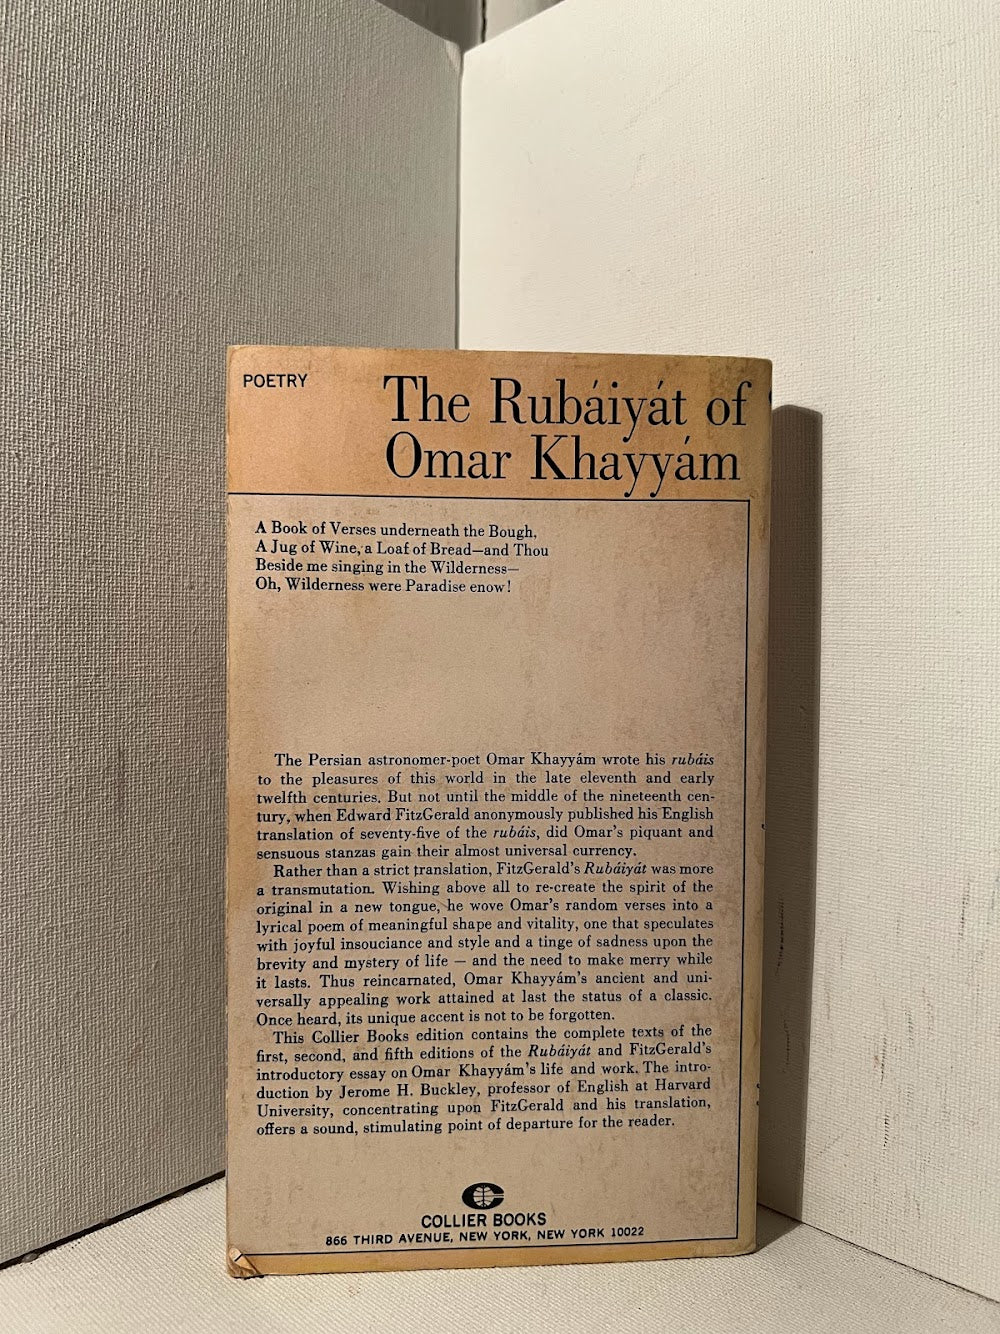 POETRY
The Rubáiyát of
Omar Khayyám
A Book of Verses underneath the Bough,
A Jug of Wine, a Loaf of Bread—and Thou
Beside me singing in the Wilderness—
Oh, Wilderness were Paradise enow!
The Persian astronomer-poet Omar Khayyám wrote his rubáis
to the pleasures of this world in the late eleventh and early
twelfth centuries. But not until the middle of the nineteenth cen-
tury, when Edward FitzGerald anonymously published his English
translation of seventy-five of the rubáis, did Omar's piquant and
sensuous stanzas gain their almost universal currency.
Rather than a strict translation, FitzGerald's Rubáiyát was more
a transmutation. Wishing above all to re-create the spirit of the
original in a new tongue, he wove Omar's random verses into a
lyrical poem of meaningful shape and vitality, one that speculates
with joyful insouciance and style and a tinge of sadness upon the
brevity and mystery of life — and the need to make merry while
it lasts. Thus reincarnated, Omar Khayyám's ancient and uni-
versally appealing work attained at last the status of a classic.
Once heard, its unique accent is not to be forgotten.
This Collier Books edition contains the complete texts of the
first, second, and fifth editions of the Rubáiyát and FitzGerald's
introductory essay on Omar Khayyám's life and work. The intro-
duction by Jerome H. Buckley, professor of English at Harvard
University, concentrating upon FitzGerald and his translation,
offers a sound, stimulating point of departure for the reader.
COLLIER BOOKS
866 THIRD AVENUE, NEW YORK, NEW YORK 10022